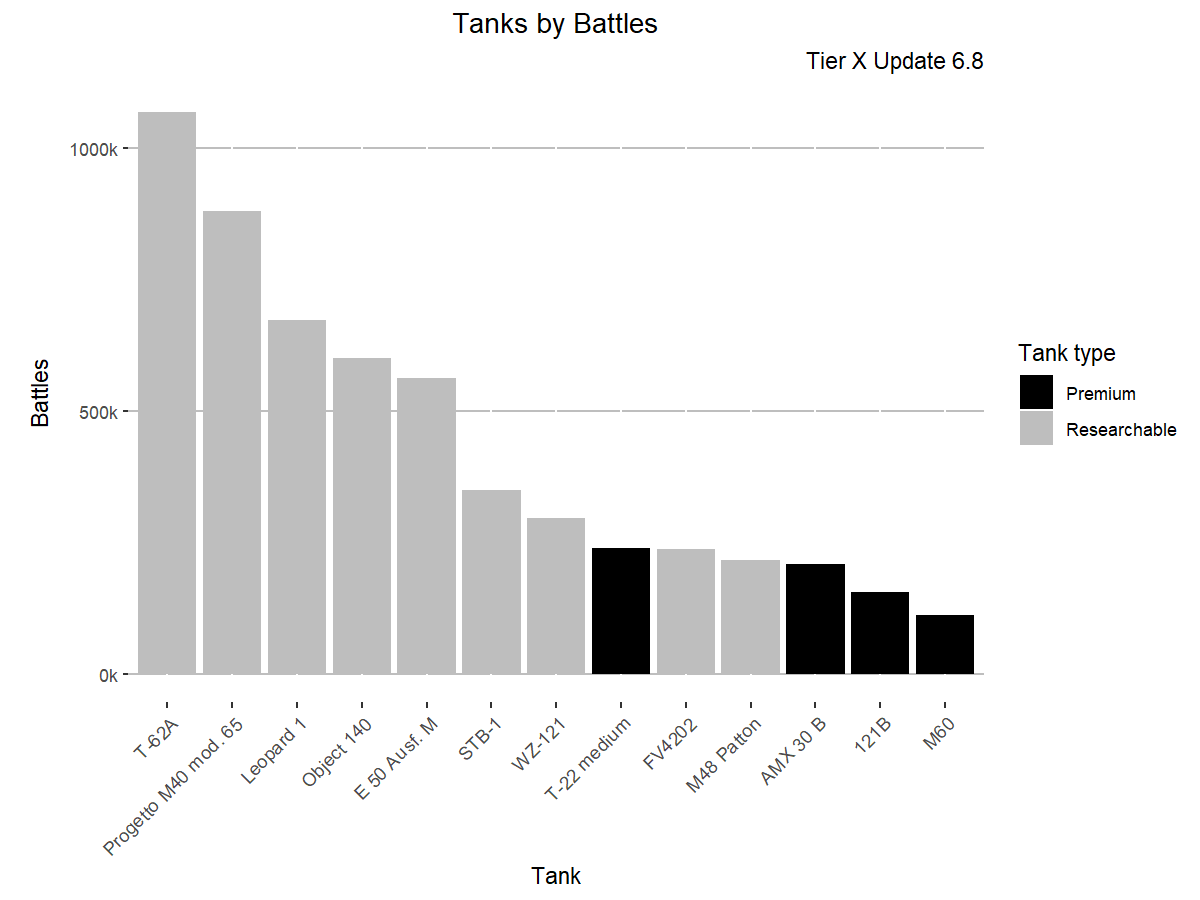 Tanks by Battles
Tier X Update 6.8
Battles
1000k
500k
0k
T-62A
Progetto M40 mod. 65
Leopard 1
Object 140
E 50 Ausf. M
STB-1
WZ-121
T-22 medium
FV4202
M48 Patton
AMX 30 B
121B
M60
Tank
Tank type
Premium
Researchable